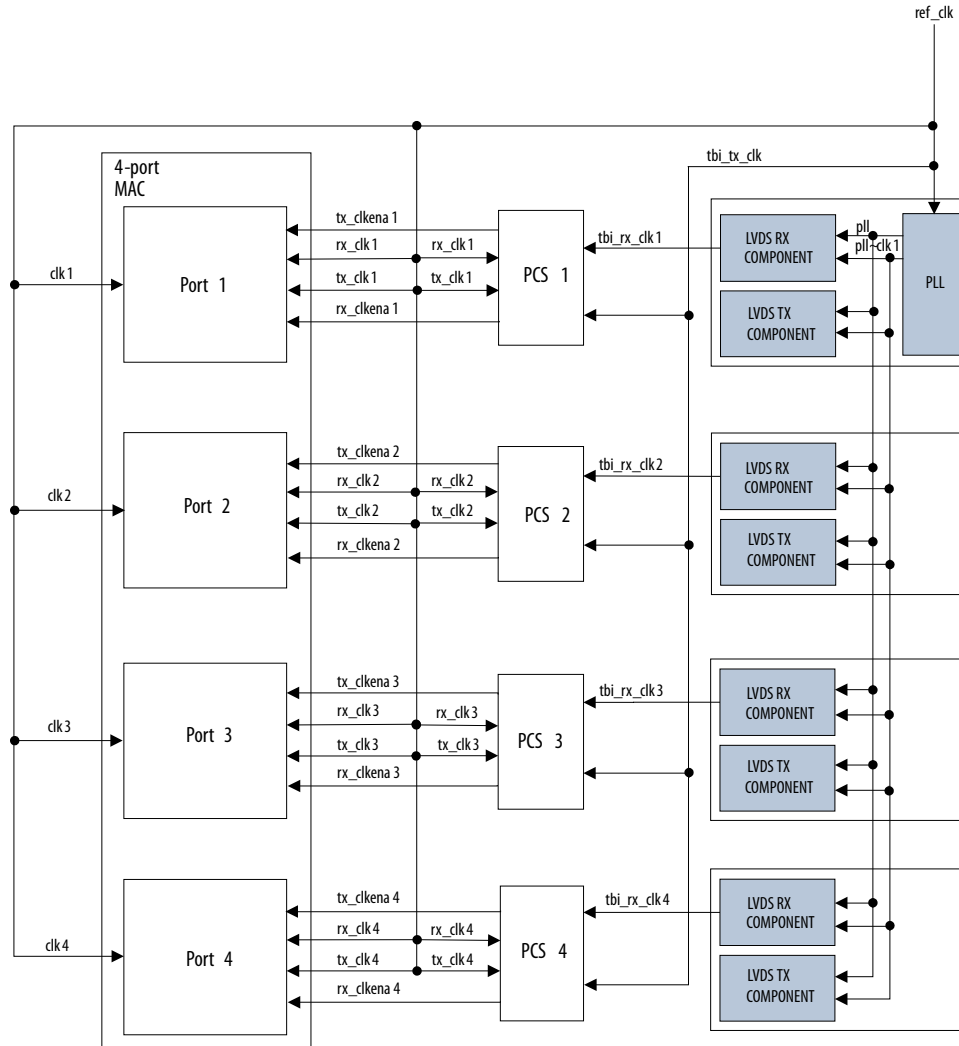 ref_clk
4-port
MAC
tbi_tx_clk
clk 1
Port 1
tx_clkena 1
rx_clk 1
rx_clk 1
tx_clk 1
tx_clk 1
rx_clkena 1
PCS 1
tbi_rx_clk 1
LVDS RX
COMPONENT
pll
pll~clk 1
PLL
LVDS TX
COMPONENT
clk 2
Port 2
tx_clkena 2
rx_clk 2
rx_clk 2
tx_clk 2
tx_clk 2
rx_clkena 2
PCS 2
tbi_rx_clk 2
LVDS RX
COMPONENT
LVDS TX
COMPONENT
clk 3
Port 3
tx_clkena 3
rx_clk 3
rx_clk 3
tx_clk 3
tx_clk 3
rx_clkena 3
PCS 3
tbi_rx_clk 3
LVDS RX
COMPONENT
LVDS TX
COMPONENT
clk 4
Port 4
tx_clkena 4
rx_clk 4
rx_clk 4
tx_clk 4
tx_clk 4
rx_clkena 4
PCS 4
tbi_rx_clk 4
LVDS RX
COMPONENT
LVDS TX
COMPONENT